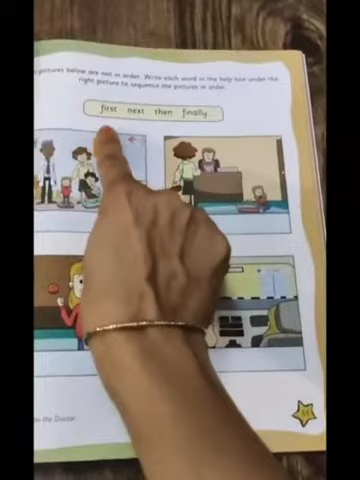 pictures below are not in order. Write each word in the help box under the
right picture to sequence the pictures in order.
first next then finally
the Doctor